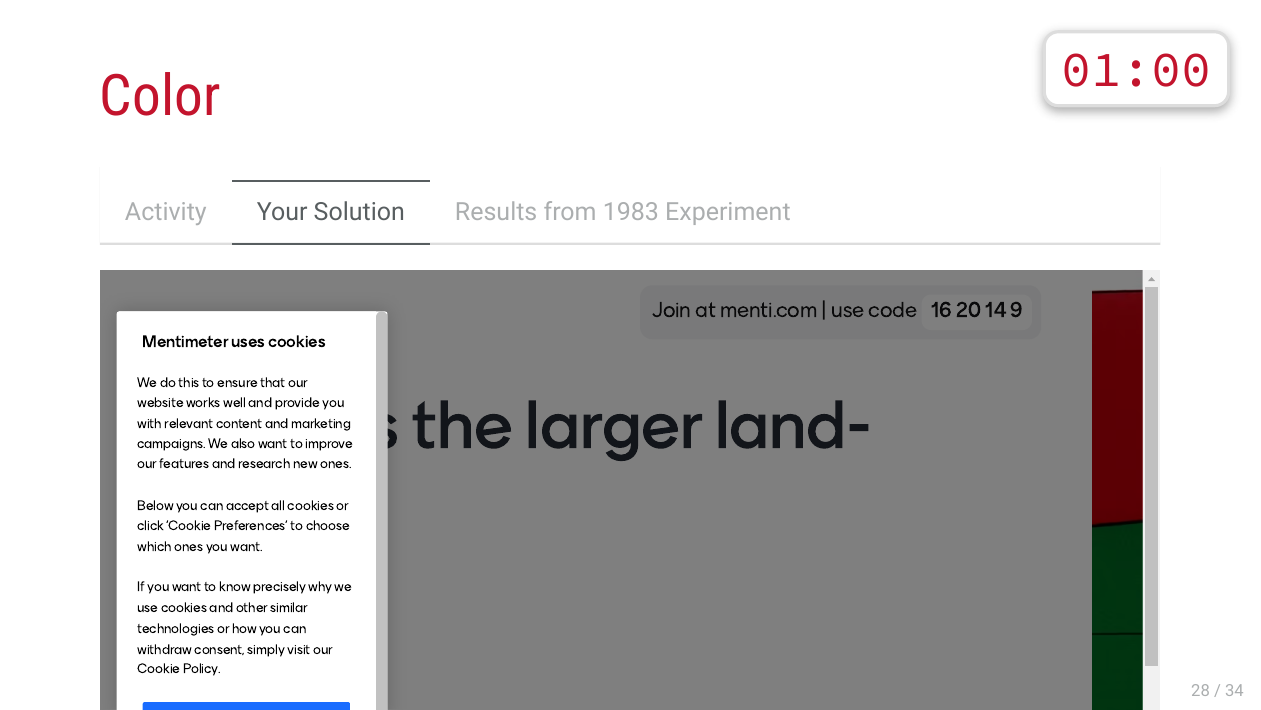 Color
01:00
Activity
Your Solution
Results from 1983 Experiment
Join at menti.com | use code 16 20 14 9
s the larger land-
Mentimeter uses cookies
We do this to ensure that our
website works well and provide you
with relevant content and marketing
campaigns. We also want to improve
our features and research new ones.
Below you can accept all cookies or
click 'Cookie Preferences' to choose
which ones you want.
If you want to know precisely why we
use cookies and other similar
technologies or how you can
withdraw consent, simply visit our
Cookie Policy.
28 / 34